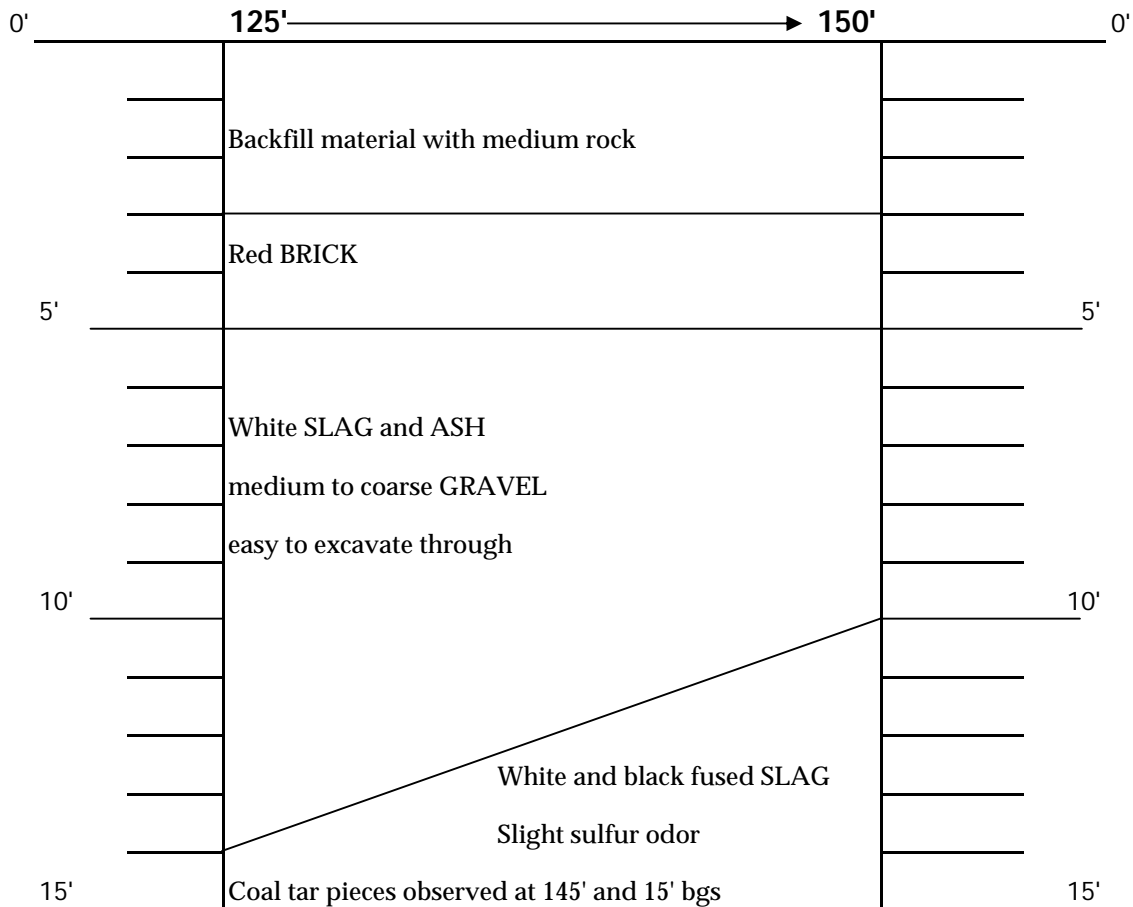 0' 125' 150' 0'
Backfill material with medium rock
Red BRICK
5' 5'
White SLAG and ASH
medium to coarse GRAVEL
easy to excavate through
10' 10'
White and black fused SLAG
Slight sulfur odor
15' Coal tar pieces observed at 145' and 15' bgs 15'